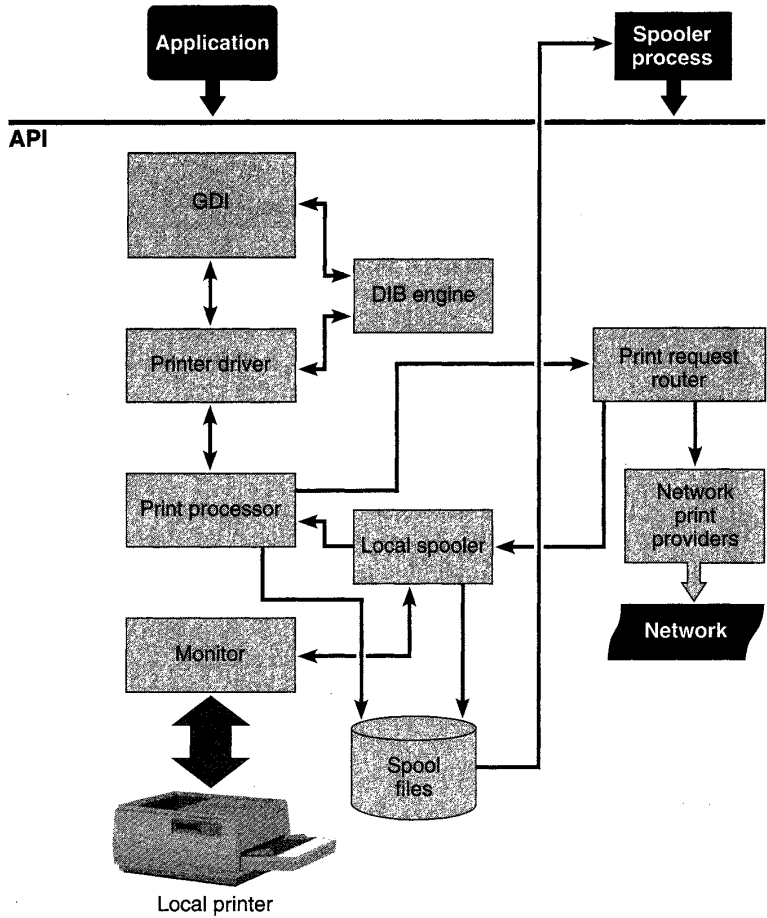 Application
Spooler
process
API
GDI
DIB engine
Printer driver
Print request
router
Print processor
Local spooler
Network
print
providers
Monitor
Network
Spool
files
Local printer